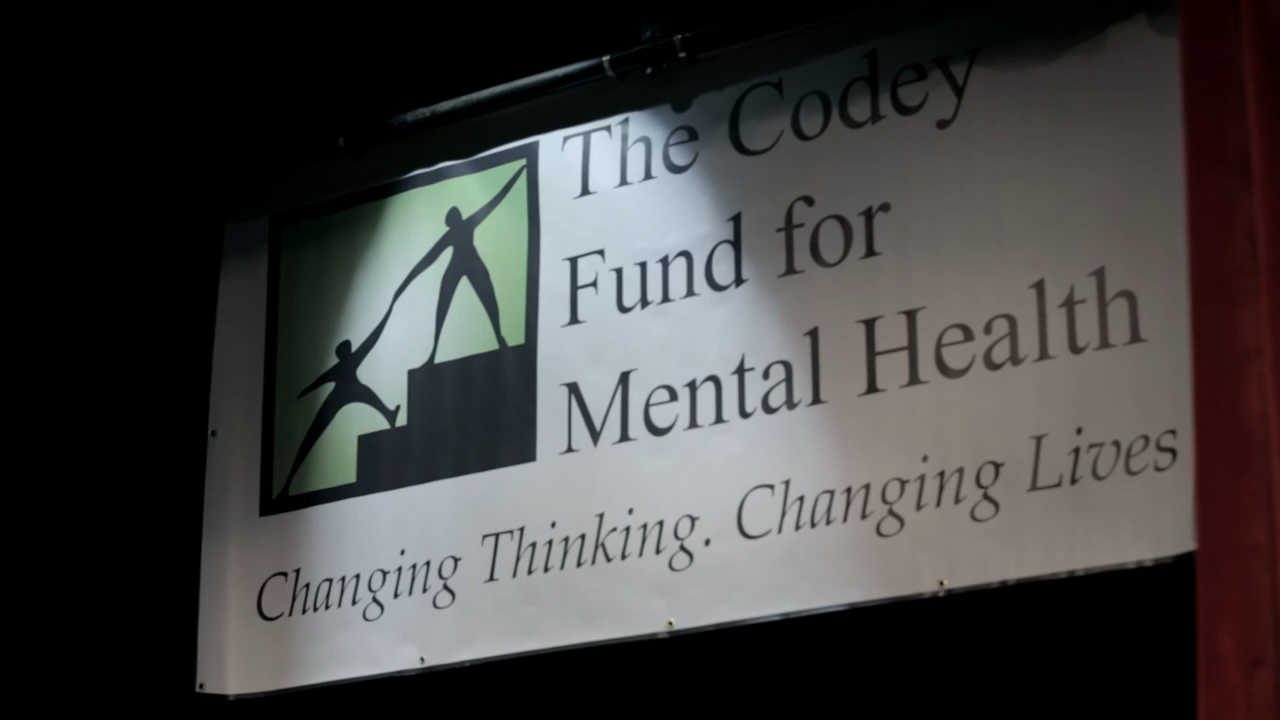 The Codey
Fund for
Mental Health
Changing Thinking. Changing Lives